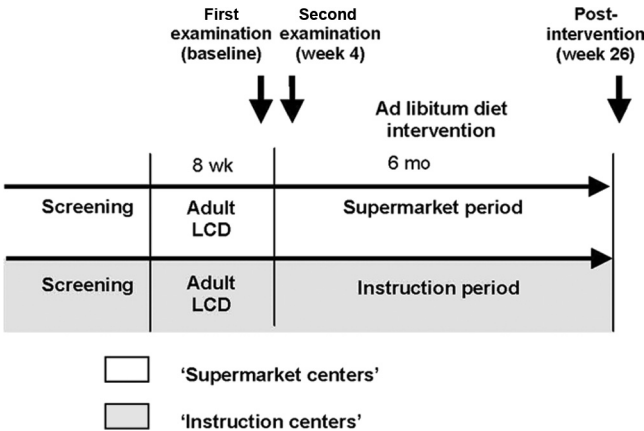 First
examination
(baseline)
Second
examination
(week 4)
Post-
intervention
(week 26)
Ad libitum diet
intervention
8 wk
6 mo
Screening
Adult
LCD
Supermarket period
Screening
Adult
LCD
Instruction period
‘Supermarket centers’
‘Instruction centers’